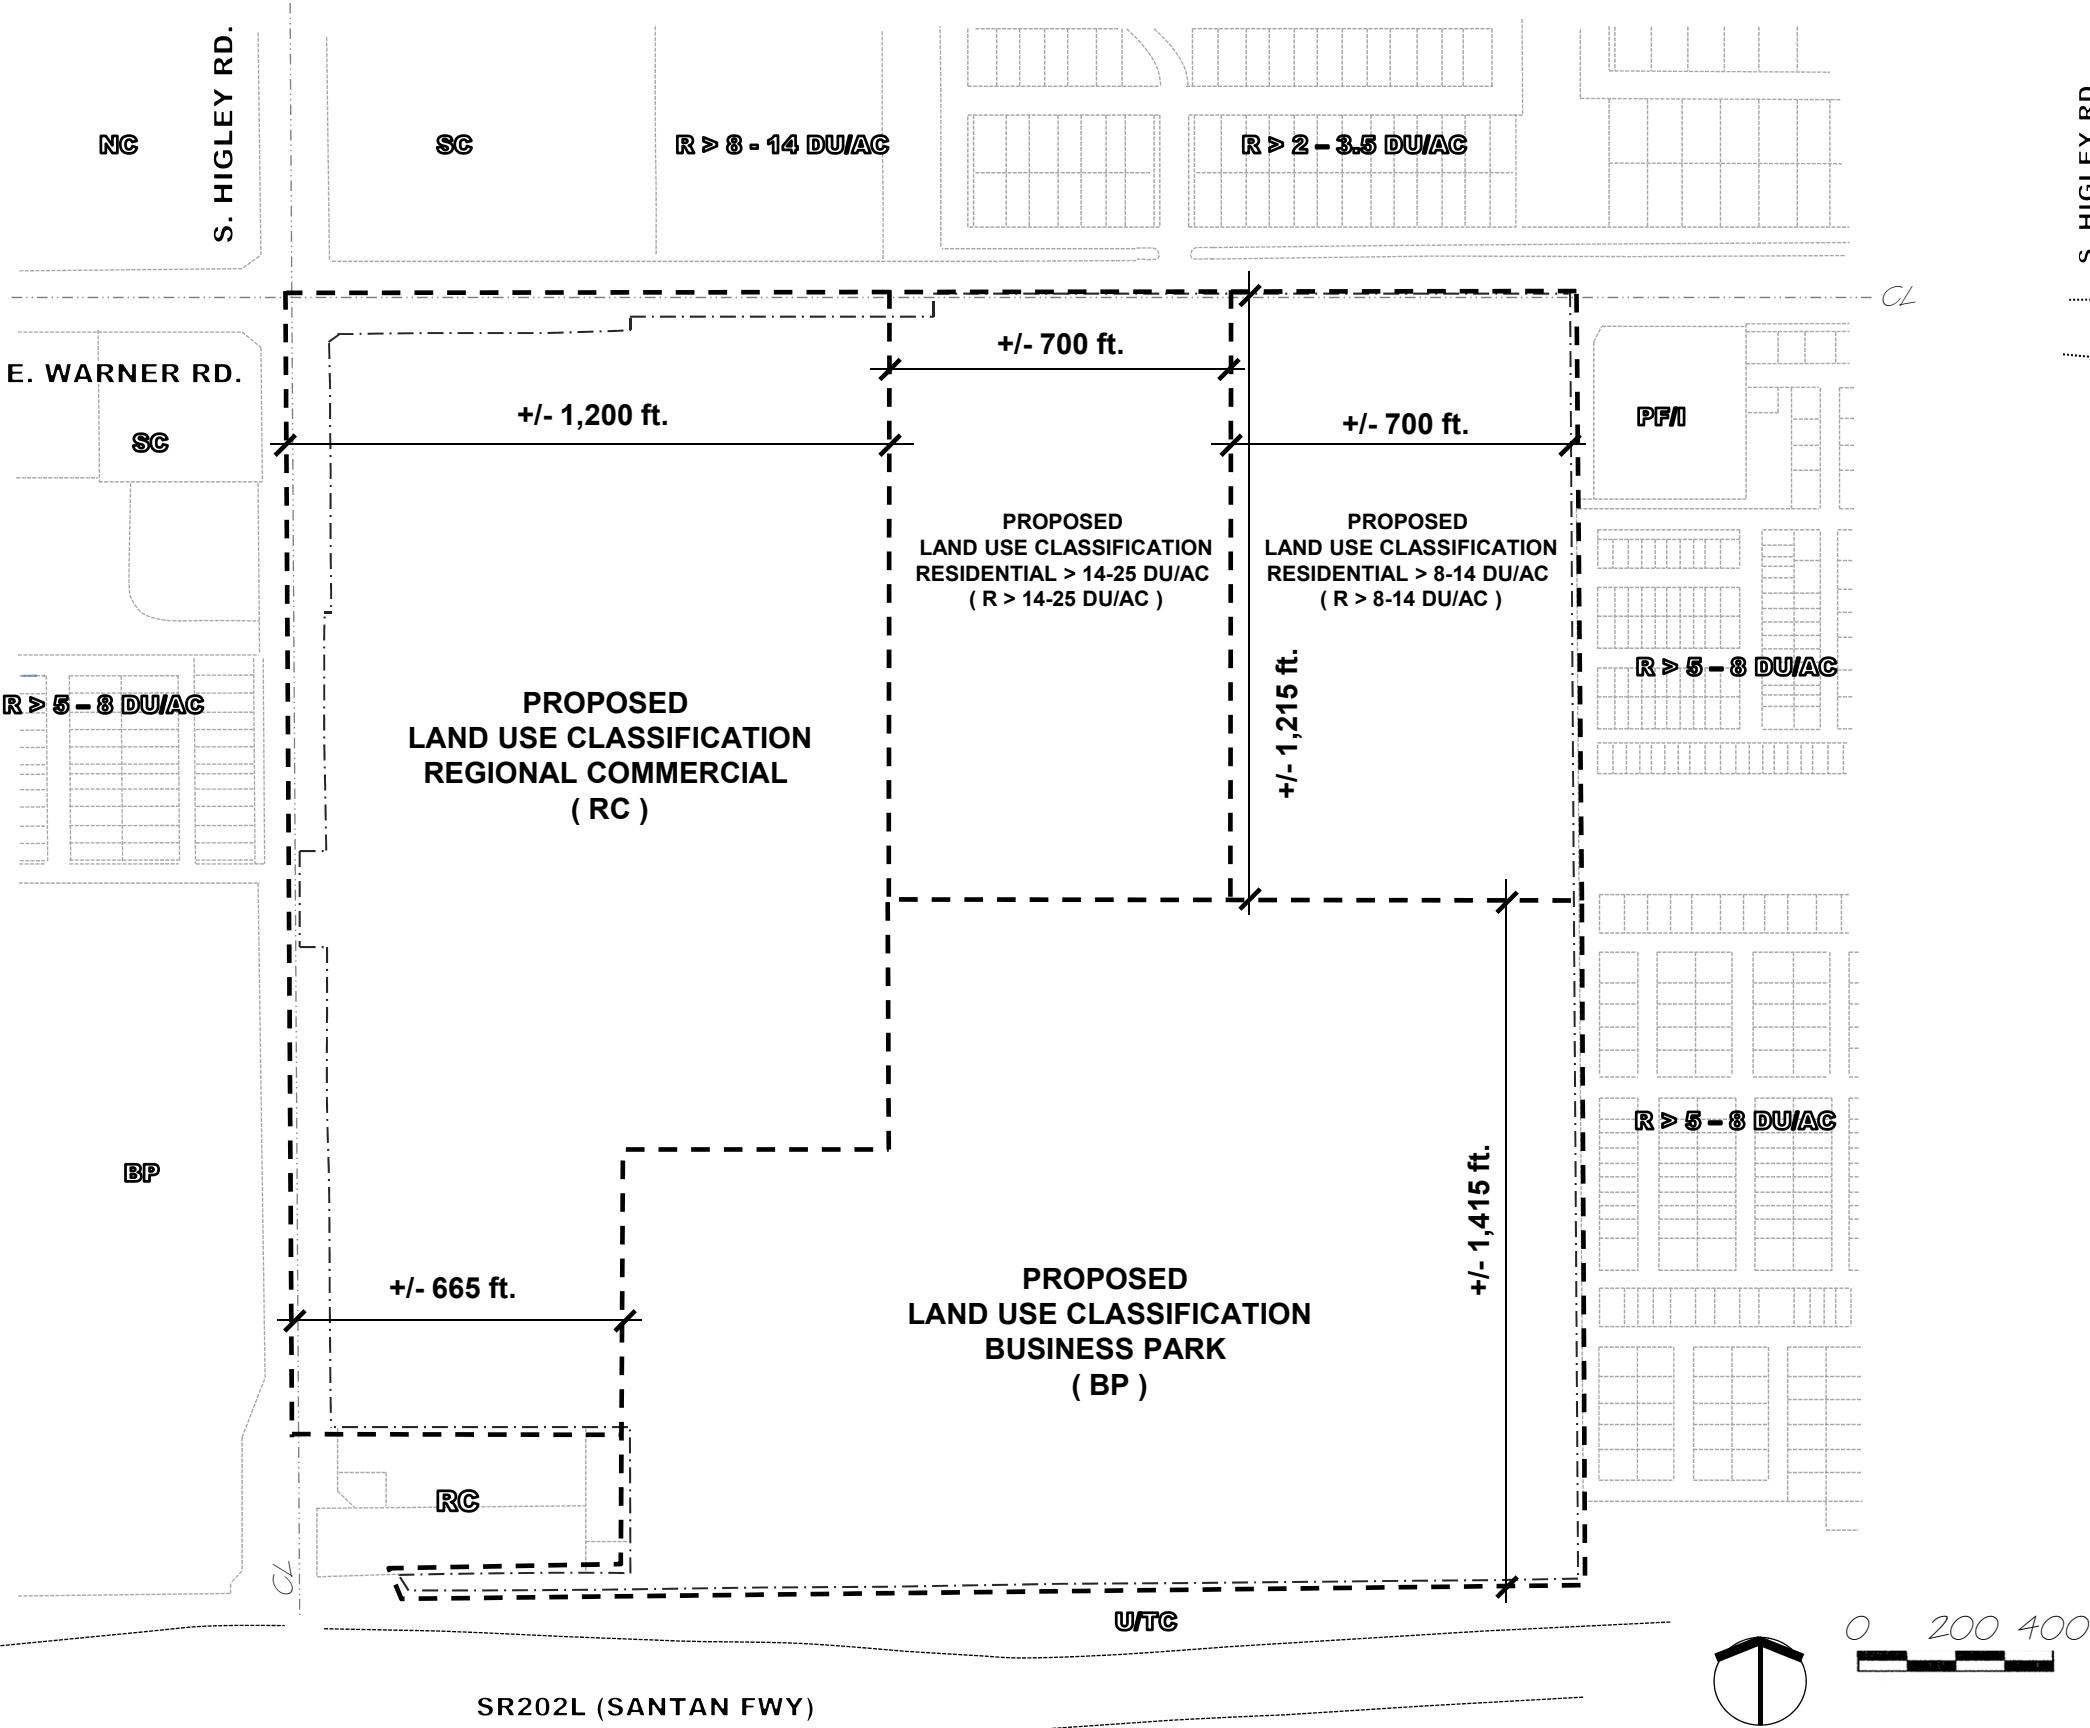 S. HIGLEY RD.
NC
SC
R > 8 - 14 DU/AC
R > 2 – 3.5 DU/AC
S. HIGLEY RD
CL
E. WARNER RD.
SC
+/- 1,200 ft.
+/- 700 ft.
+/- 700 ft.
PF/I
PROPOSED
LAND USE CLASSIFICATION
RESIDENTIAL > 14-25 DU/AC
( R > 14-25 DU/AC )
PROPOSED
LAND USE CLASSIFICATION
RESIDENTIAL > 8-14 DU/AC
( R > 8-14 DU/AC )
+/- 1,215 ft.
R > 5 – 8 DU/AC
R > 5 – 8 DU/AC
PROPOSED
LAND USE CLASSIFICATION
REGIONAL COMMERCIAL
( RC )
BP
R > 5 – 8 DU/AC
+/- 1,415 ft.
+/- 665 ft.
PROPOSED
LAND USE CLASSIFICATION
BUSINESS PARK
( BP )
RC
CL
U/TC
0 200 400
SR202L (SANTAN FWY)